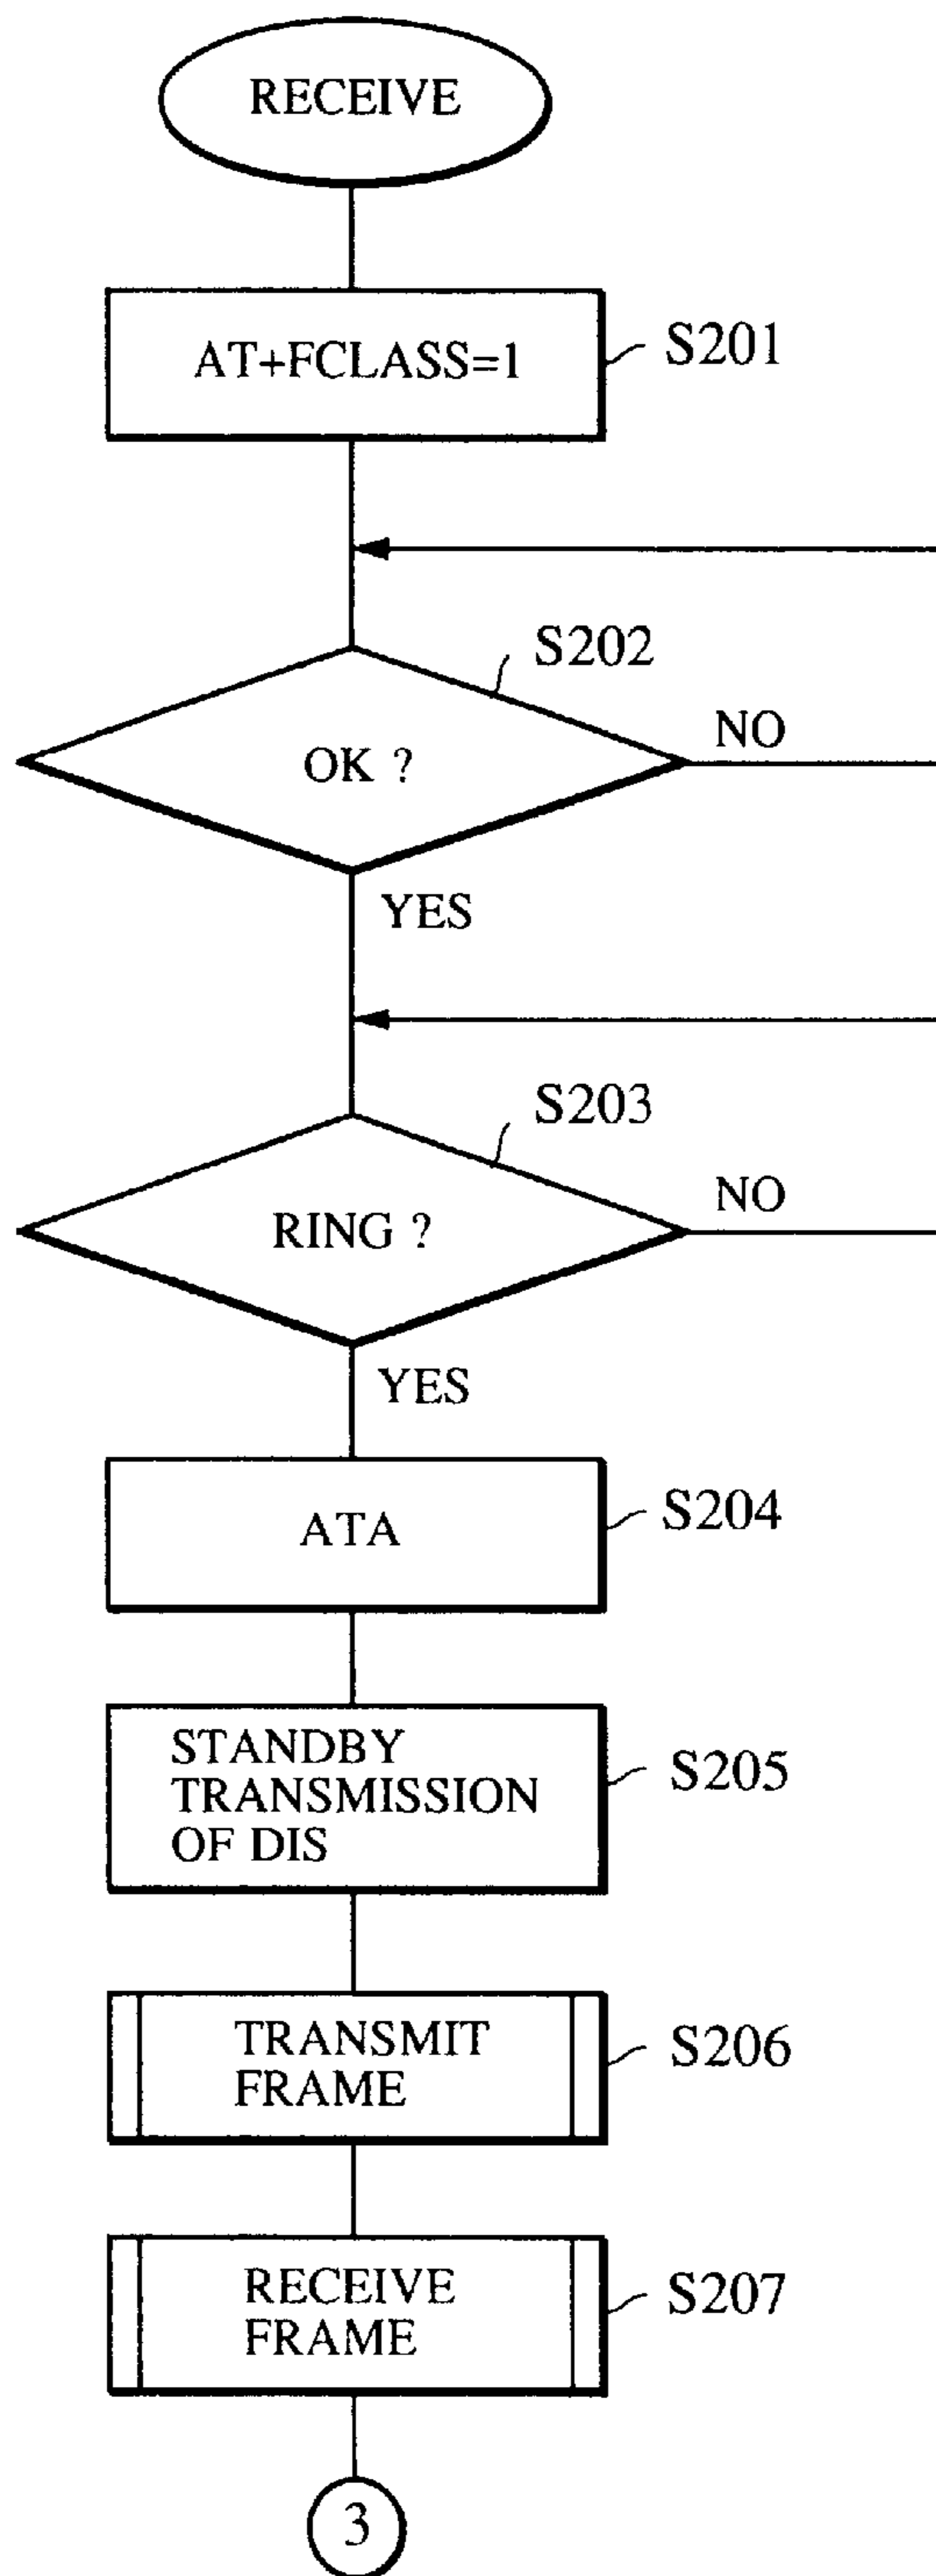 RECEIVE
AT+FCLASS=1
S201
S202
OK ?
NO
YES
S203
RING ?
NO
YES
ATA
S204
STANDBY
TRANSMISSION
OF DIS
S205
TRANSMIT
FRAME
S206
RECEIVE
FRAME
S207
3